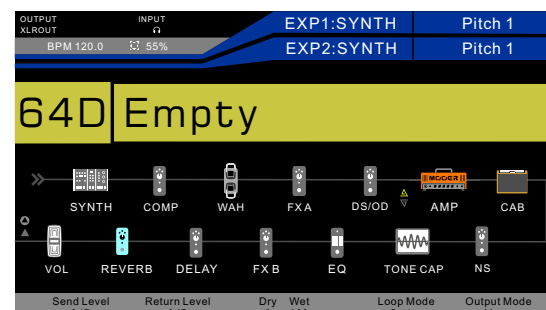 OUTPUT INPUT EXP1:SYNTH Pitch 1
XLROUT
BPM 120.0 55% EXP2:SYNTH Pitch 1
64D Empty
MOOER
SYNTH COMP WAH FX A DS/OD AMP CAB
VOL REVERB DELAY FX B EQ TONE CAP NS
Send Level Return Level Dry Wet Loop Mode Output Mode